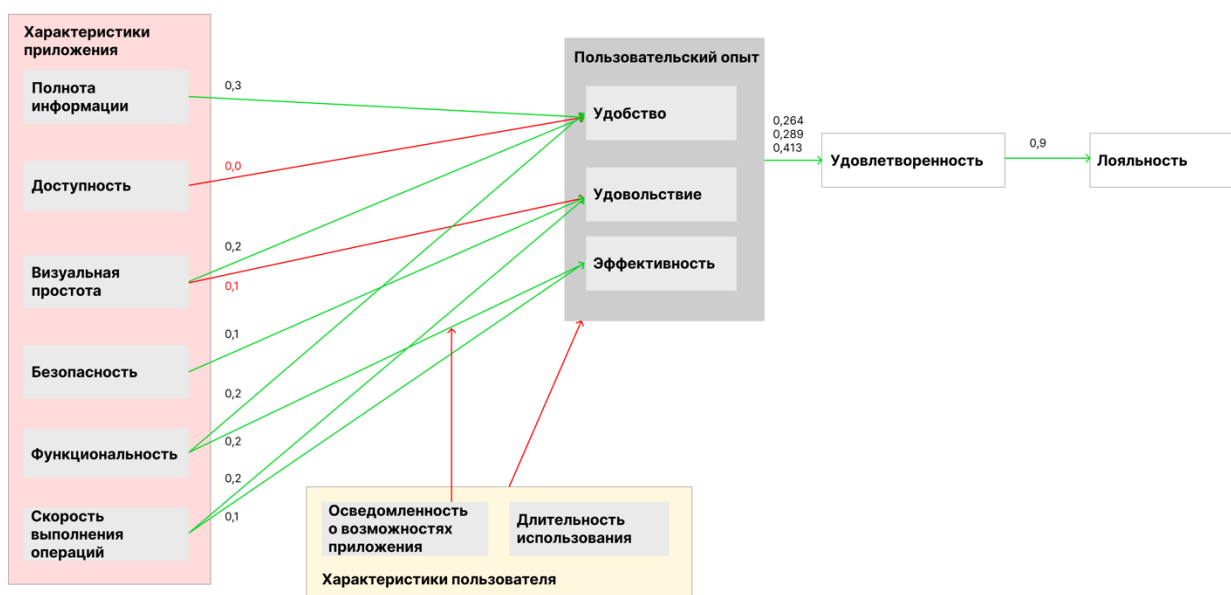 Характеристики
приложения
Полнота
информации
Доступность
Визуальная
простота
Безопасность
Функциональность
Скорость
выполнения
операций
0,3
0,0
0,2
0,1
0,1
0,2
0,2
0,2
0,1
Пользовательский опыт
Удобство
Удовольствие
Эффективность
0,264
0,289
0,413
Удовлетворенность
0,9
Лояльность
Осведомленность
о возможностях
приложения
Длительность
использования
Характеристики пользователя